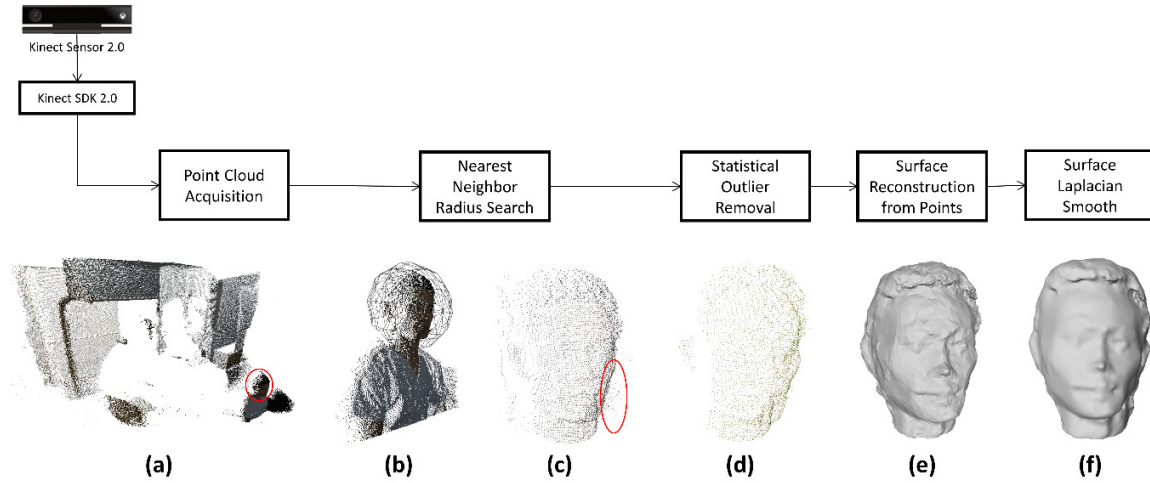 Kinect Sensor 2.0
Kinect SDK 2.0
Point Cloud
Acquisition
Nearest
Neighbor
Radius Search
Statistical
Outlier
Removal
Surface
Reconstruction
from Points
Surface
Laplacian
Smooth
(a)
(b)
(c)
(d)
(e)
(f)